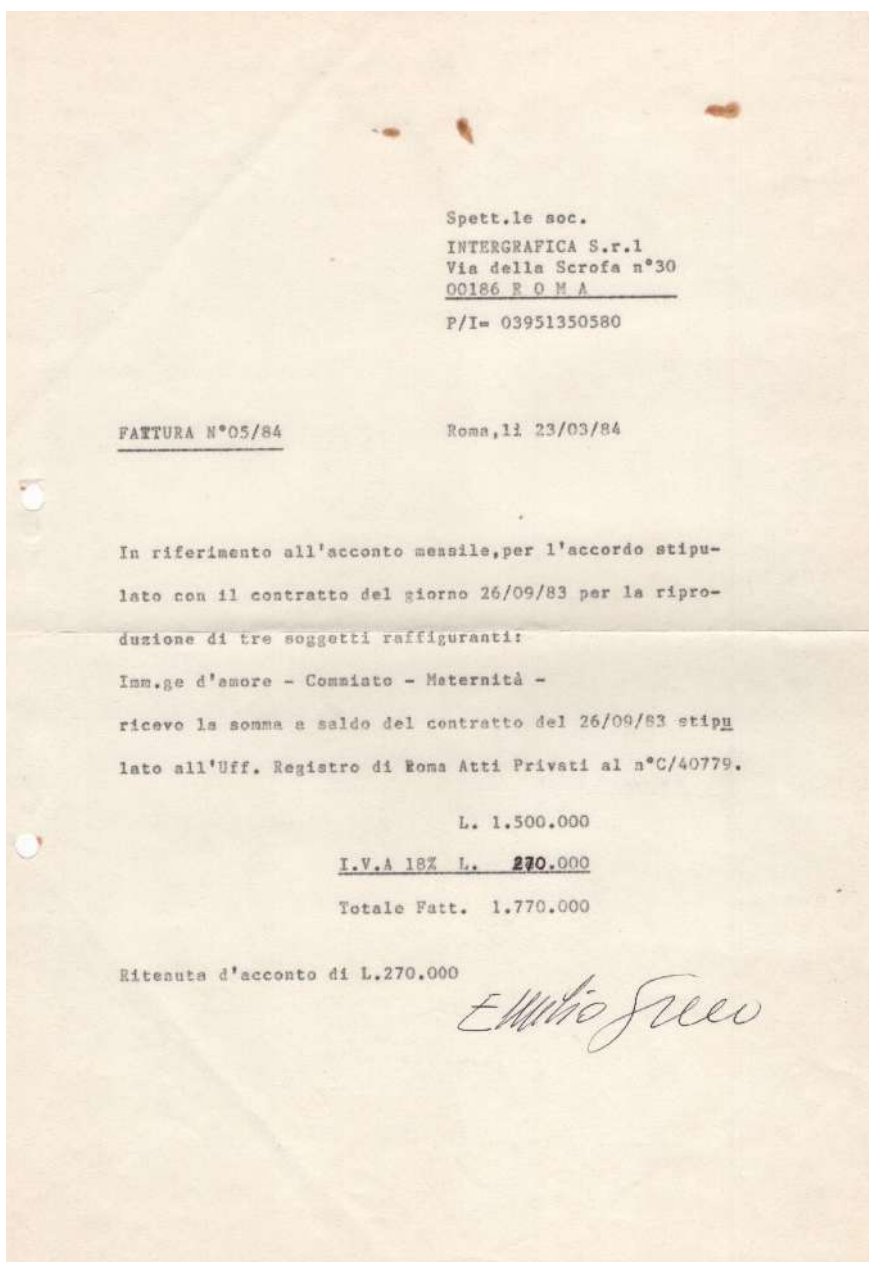 Spett.le soc.
INTERGRAFICA S.r.l
Via della Scrofa n°30
00186 R O M A
P/I= 03951350580
FATTURA N°05/84
Roma,lì 23/03/84
In riferimento all'acconto mensile,per l'accordo stipu-
lato con il contratto del giorno 26/09/83 per la ripro-
duzione di tre soggetti raffiguranti:
Imm.ge d'amore - Commiato - Maternità -
ricevo la somma a saldo del contratto del 26/09/83 stipu
lato all'Uff. Registro di Roma Atti Privati al n°C/40779.
L. 1.500.000
I.V.A 18% L. 270.000
Totale Fatt. 1.770.000
Ritenuta d'acconto di L.270.000
Emilio Greco